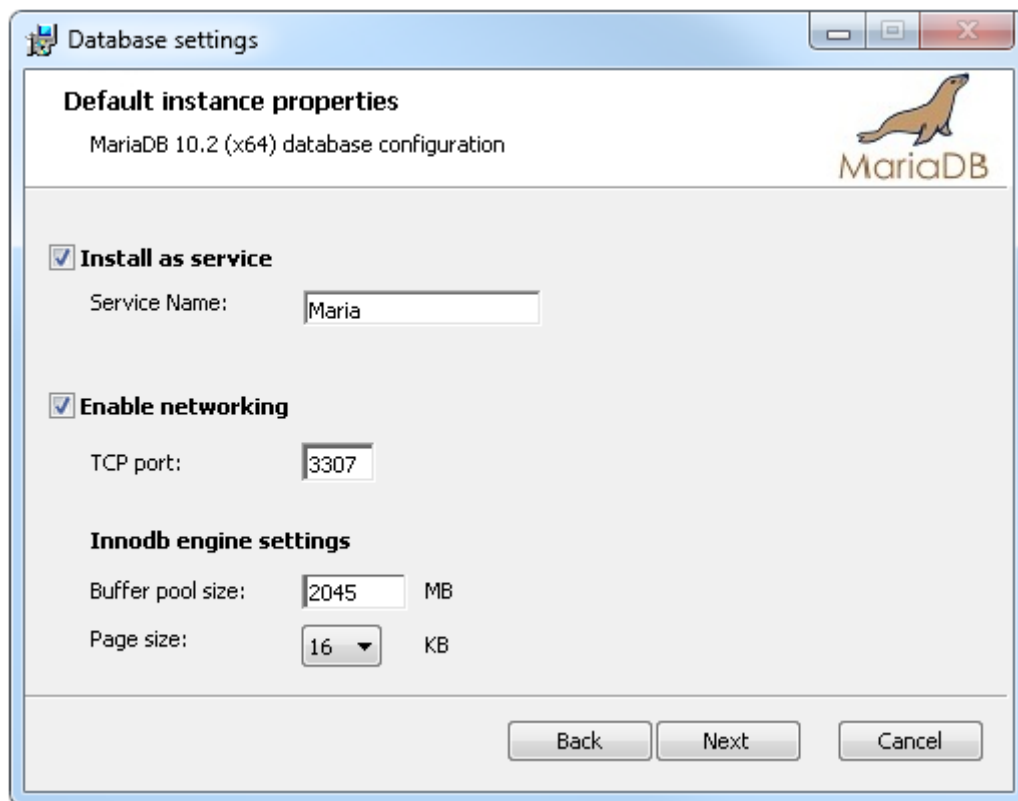 Database settings
Default instance properties
MariaDB 10.2 (x64) database configuration
MariaDB
Install as service
Service Name: Maria
Enable networking
TCP port: 3307
Innodb engine settings
Buffer pool size: 2045 MB
Page size: 16 KB
Back Next Cancel